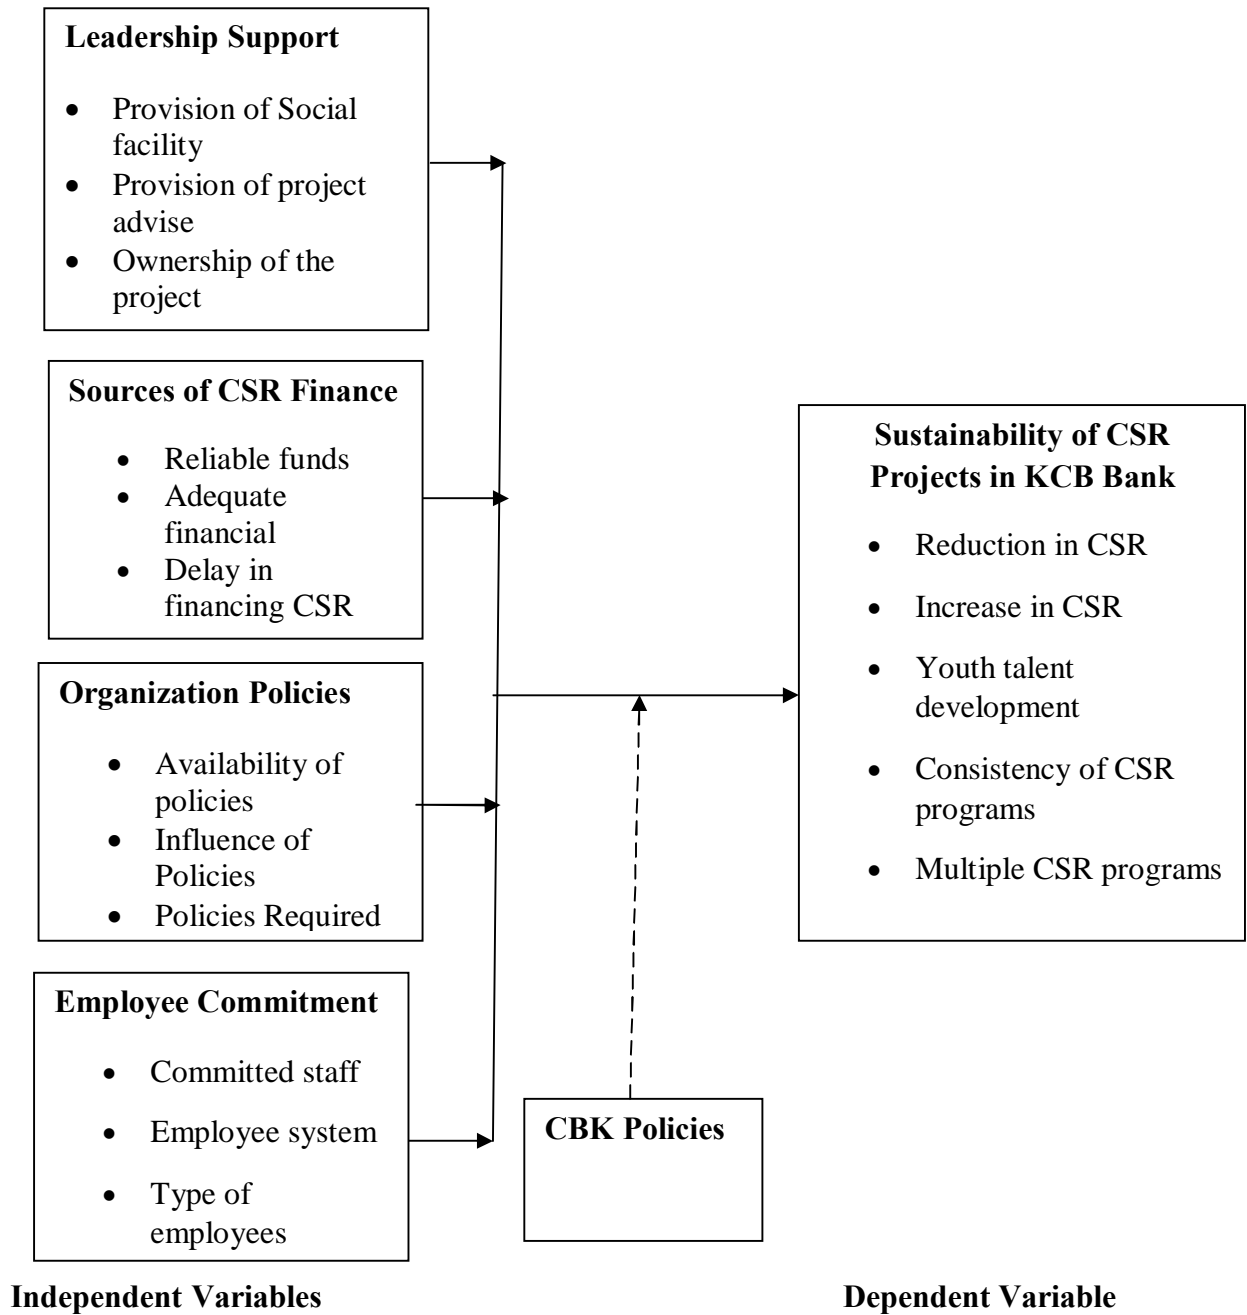 Leadership Support
• Provision of Social
facility
• Provision of project
advise
• Ownership of the
project
Sources of CSR Finance
• Reliable funds
• Adequate
financial
• Delay in
financing CSR
Organization Policies
• Availability of
policies
• Influence of
Policies
• Policies Required
Employee Commitment
• Committed staff
• Employee system
• Type of
employees
CBK Policies
Sustainability of CSR
Projects in KCB Bank
• Reduction in CSR
• Increase in CSR
• Youth talent
development
• Consistency of CSR
programs
• Multiple CSR programs
Independent Variables
Dependent Variable